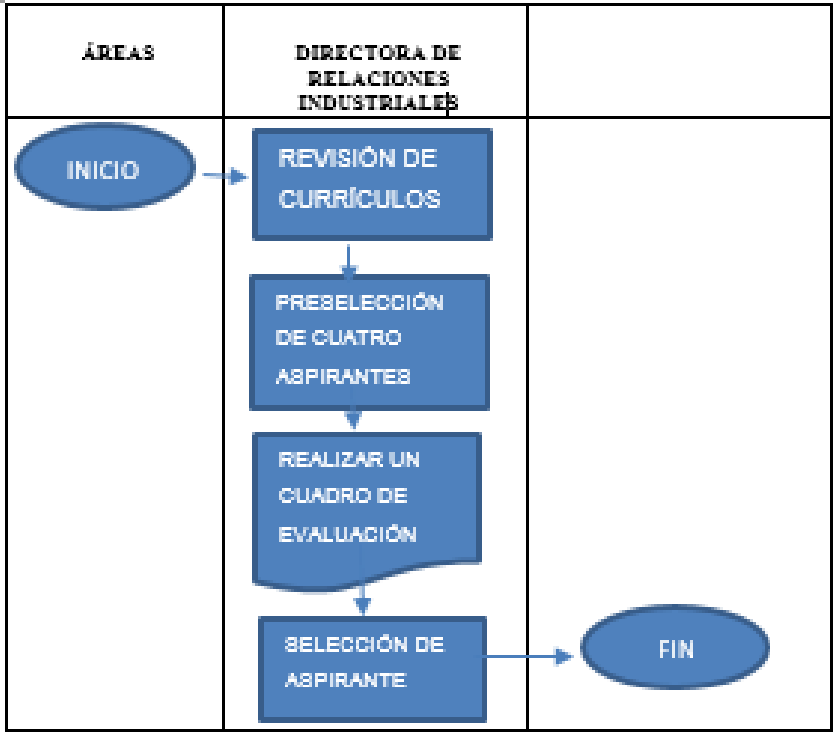 ÁREAS
DIRECTORA DE
RELACIONES
INDUSTRIALES
INICIO
REVISIÓN DE
CURRÍCULOS
PRESELECCIÓN
DE CUATRO
ASPIRANTES
REALIZAR UN
CUADRO DE
EVALUACIÓN
SELECCIÓN DE
ASPIRANTE
FIN